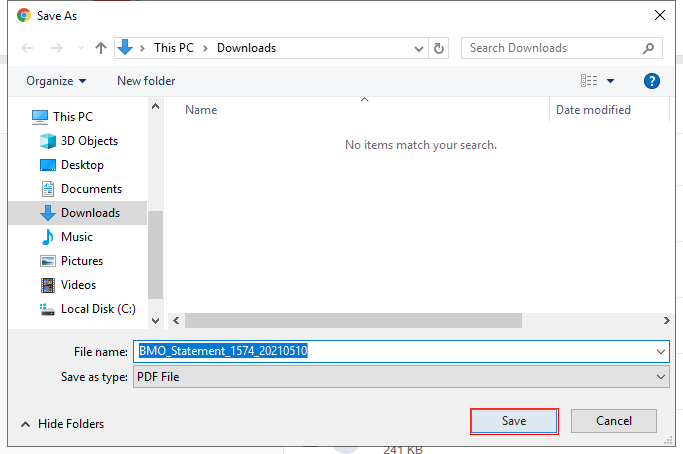 Save As
This PC > Downloads
Search Downloads
Organize New folder ?
This PC
3D Objects
Desktop
Documents
Downloads
Music
Pictures
Videos
Local Disk (C:)
Name Date modified
No items match your search.
File name: BMO_Statement_1574_20210510
Save as type: PDF File
Hide Folders Save Cancel
241 KB